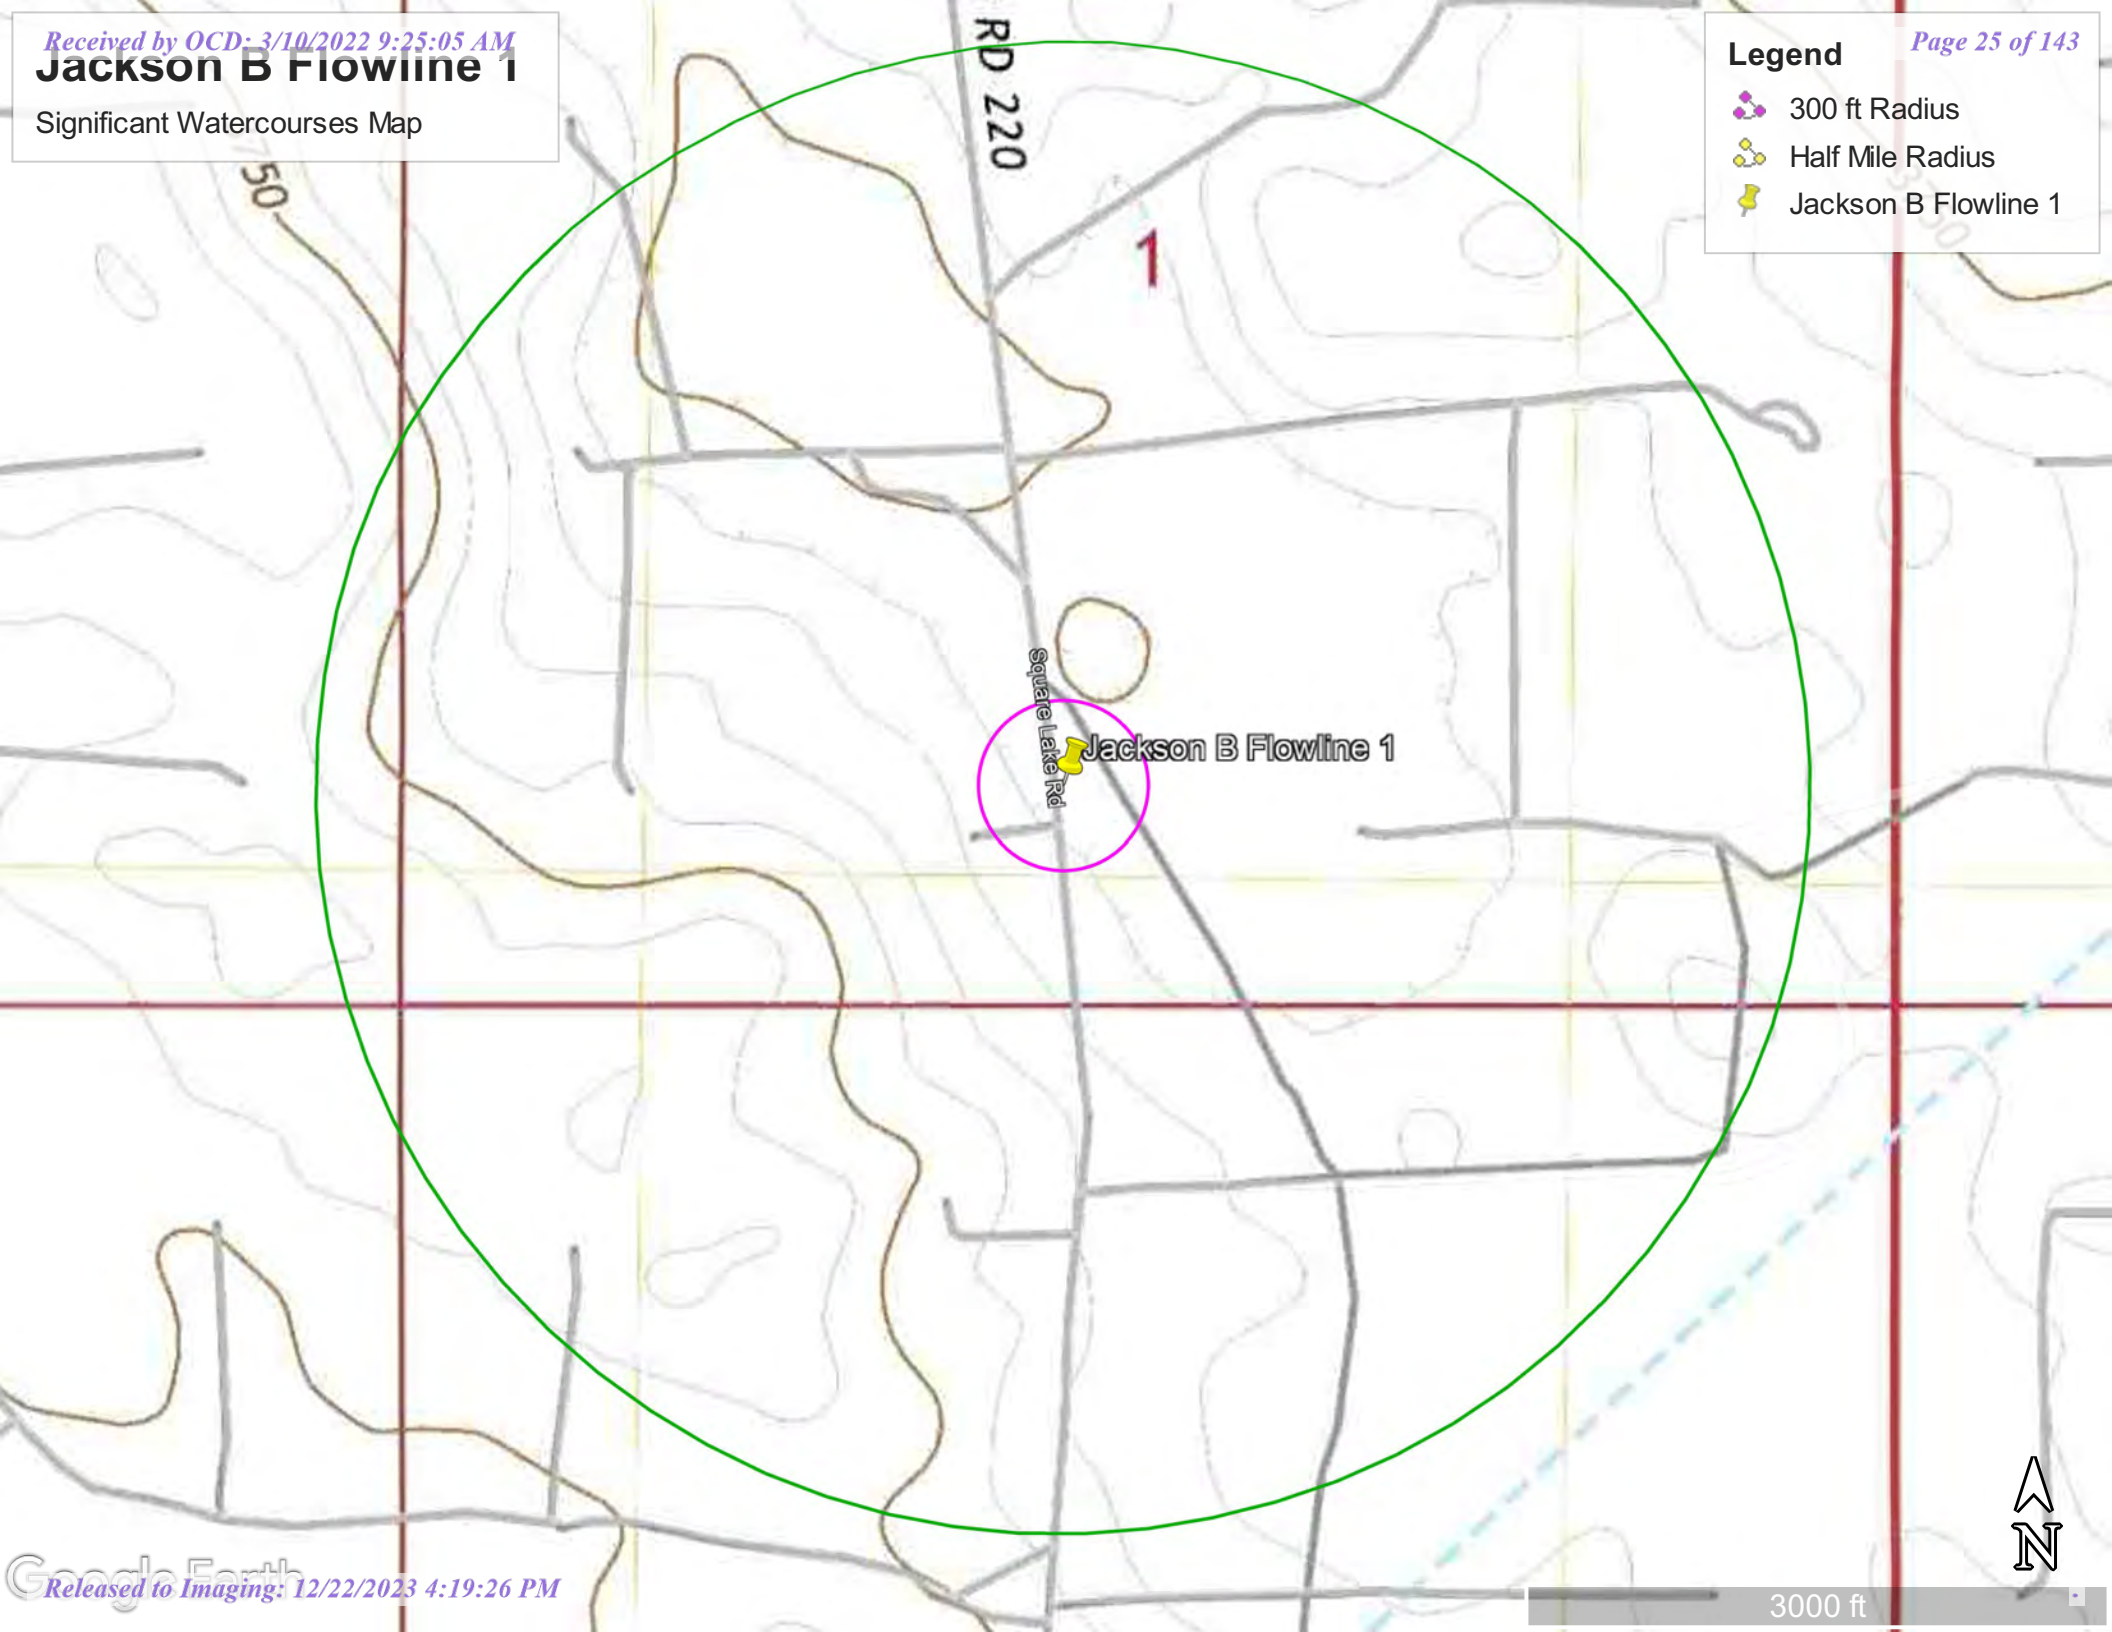 Received by OCD: 3/10/2022 9:25:05 AM
Page 25 of 143
Jackson B Flowline 1
Significant Watercourses Map
Legend
300 ft Radius
Half Mile Radius
Jackson B Flowline 1
RD 220
50
1
Square Lake Rd
Jackson B Flowline 1
N
3000 ft
Google Earth
Released to Imaging: 12/22/2023 4:19:26 PM